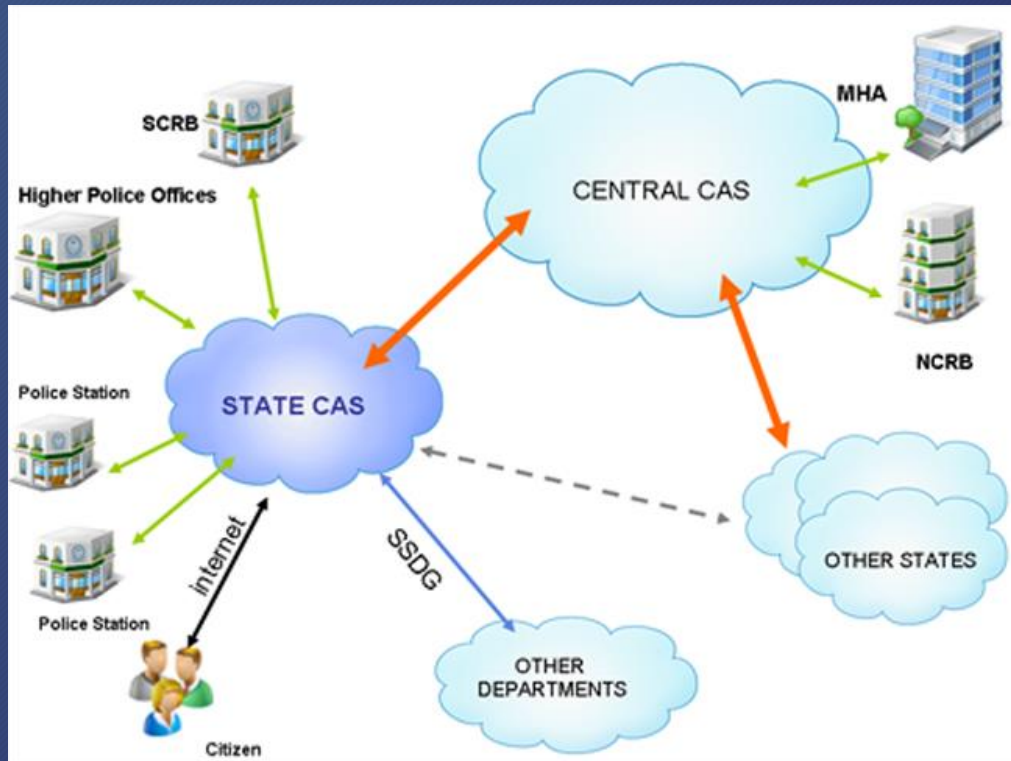 SCRB
MHA
Higher Police Offices
CENTRAL CAS
NCRB
Police Station
STATE CAS
internet
SSDG
OTHER STATES
Police Station
OTHER
DEPARTMENTS
Citizen